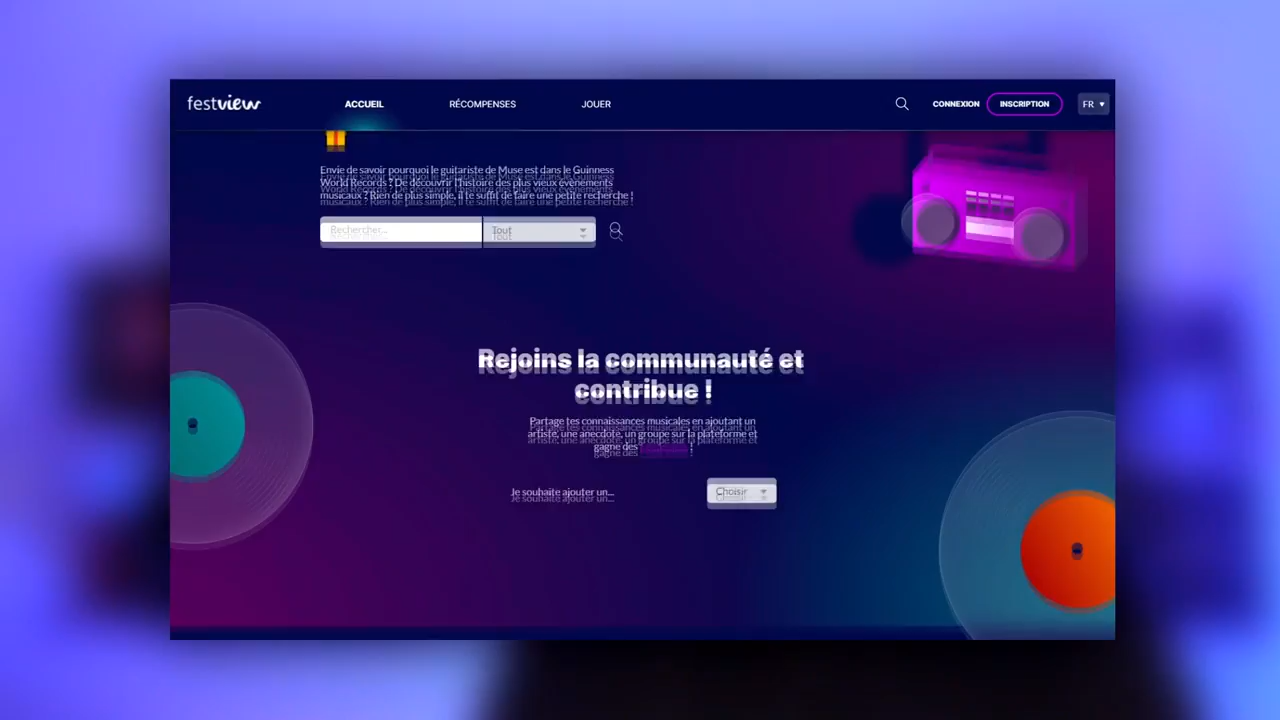 festview
ACCUEIL
RÉCOMPENSES
JOUER
CONNEXION
INSCRIPTION
FR
Envie de savoir pourquoi le guitariste de Muse est dans le Guinness
World Records ? De découvrir l'histoire des plus vieux évènements
musicaux ? Rien de plus simple, il te suffit de faire une petite recherche !
Rechercher...
Tout
Rejoins la communauté et
contribue !
Partage tes connaissances musicales en ajoutant un
artiste, une anecdote, un groupe sur la plateforme et
gagne des !
Je souhaite ajouter un...
Choisir